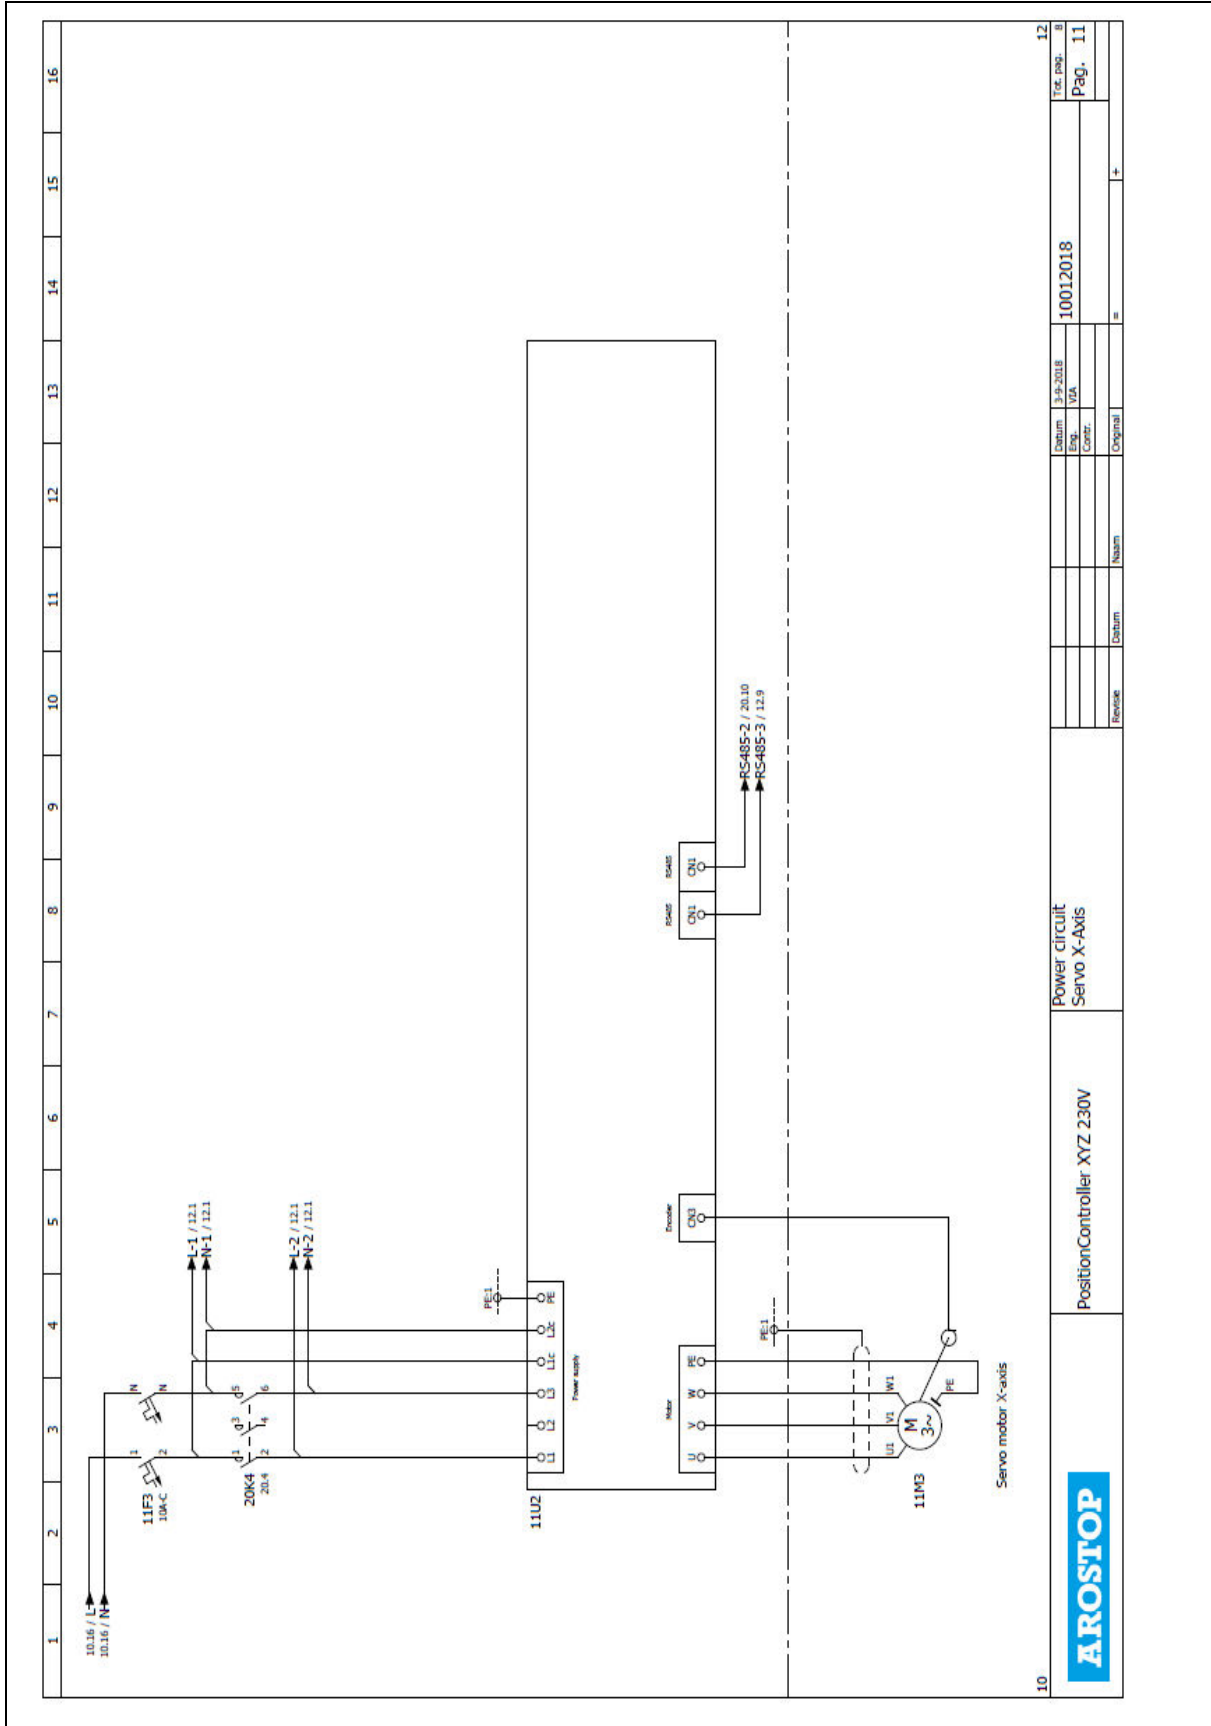 1 2 3 4 5 6 7 8 9 10 11 12 13 14 15 16
10.16 / L
10.16 / N
11F3
10A-C
1
2
N
N
L-1 / 12.1
N-1 / 12.1
20K4
20.4
1 3 5
2 4 6
L-2 / 12.1
N-2 / 12.1
PE:1
11U2
L1 L2 L3 L1c L2c PE
Power supply
Motor
U V W PE
Encoder
CN3
RS485
CN1
RS485
CN1
RS485-2 / 20.10
RS485-3 / 12.9
PE:1
U1 V1 W1
11M3
M
3~
PE
Servo motor X-axis
10
12
AROSTOP
PositionController XYZ 230V
Power circuit
Servo X-Axis
Revisie Datum Naam Original
Datum 3-9-2018
Eng. VIA
Contr.
10012018
=
+
Tot. pag. 8
Pag. 11